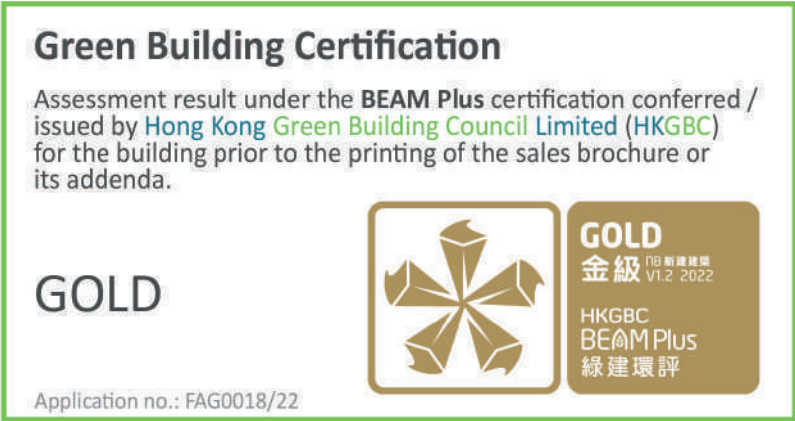 Green Building Certification
Assessment result under the BEAM Plus certification conferred /
issued by Hong Kong Green Building Council Limited (HKGBC)
for the building prior to the printing of the sales brochure or
its addenda.
GOLD
Application no.: FAG0018/22
GOLD
金級 NB 新建建築
V1.2 2022
HKGBC
BEAM Plus
綠建環評